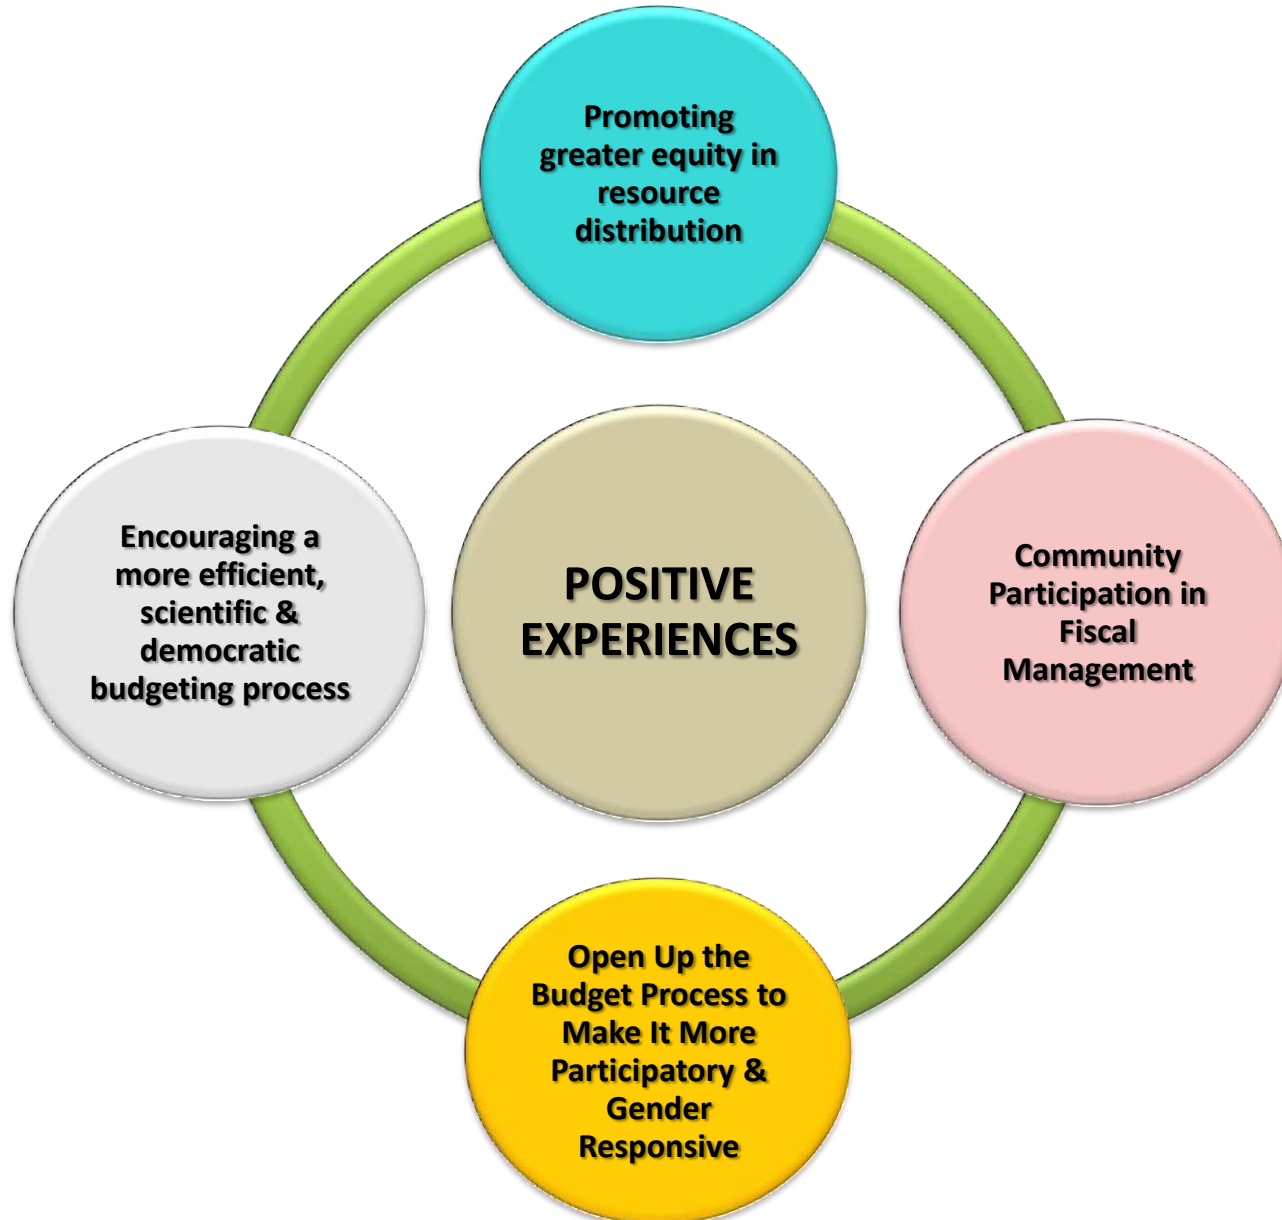 Promoting
greater equity in
resource
distribution
Encouraging a
more efficient,
scientific &
democratic
budgeting process
POSITIVE
EXPERIENCES
Community
Participation in
Fiscal
Management
Open Up the
Budget Process to
Make It More
Participatory &
Gender
Responsive